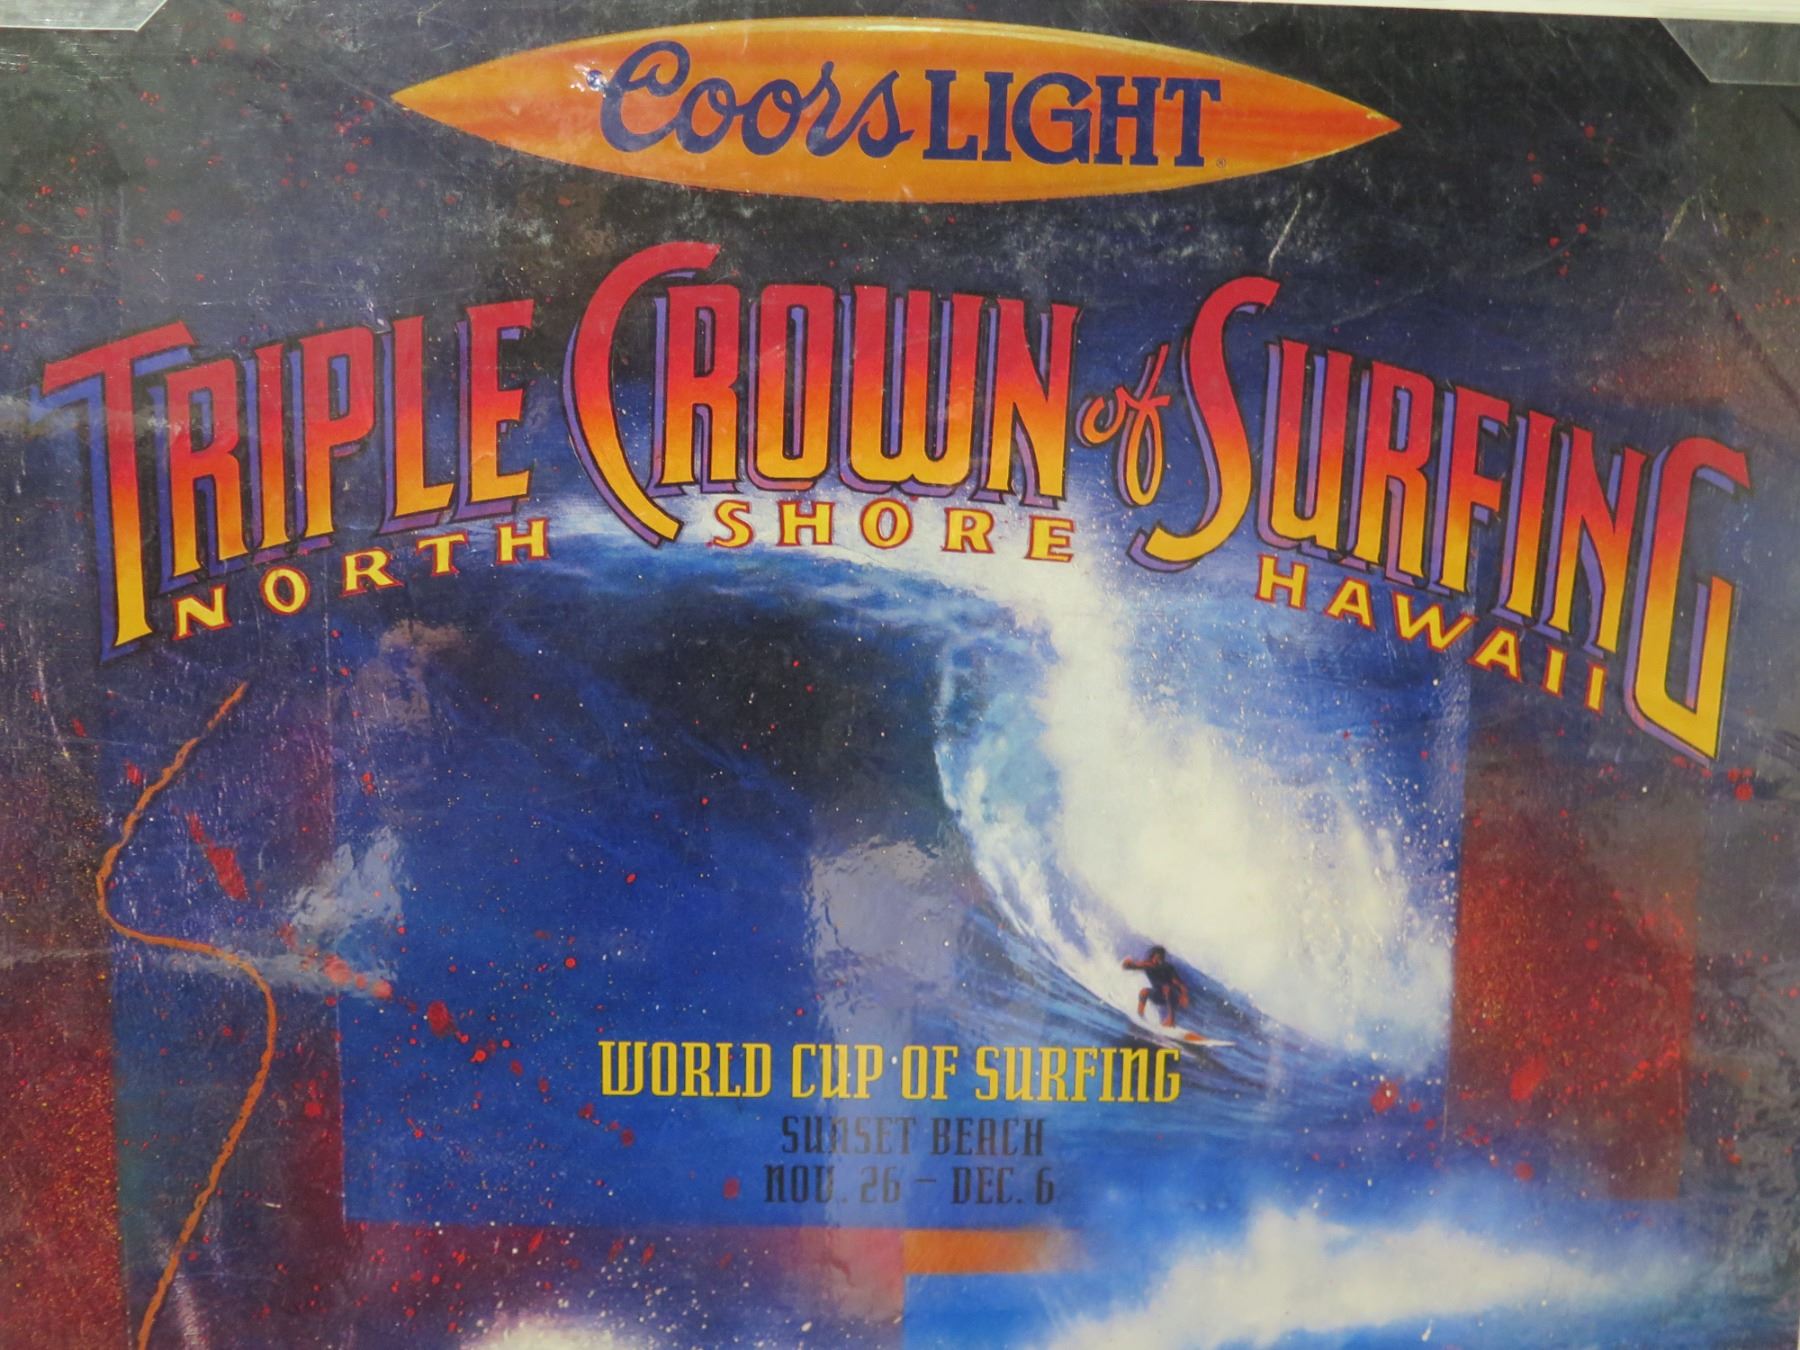 Coors LIGHT®
TRIPLE CROWN of SURFING
NORTH SHORE HAWAII
WORLD CUP OF SURFING
SUNSET BEACH
NOV. 26 – DEC. 6